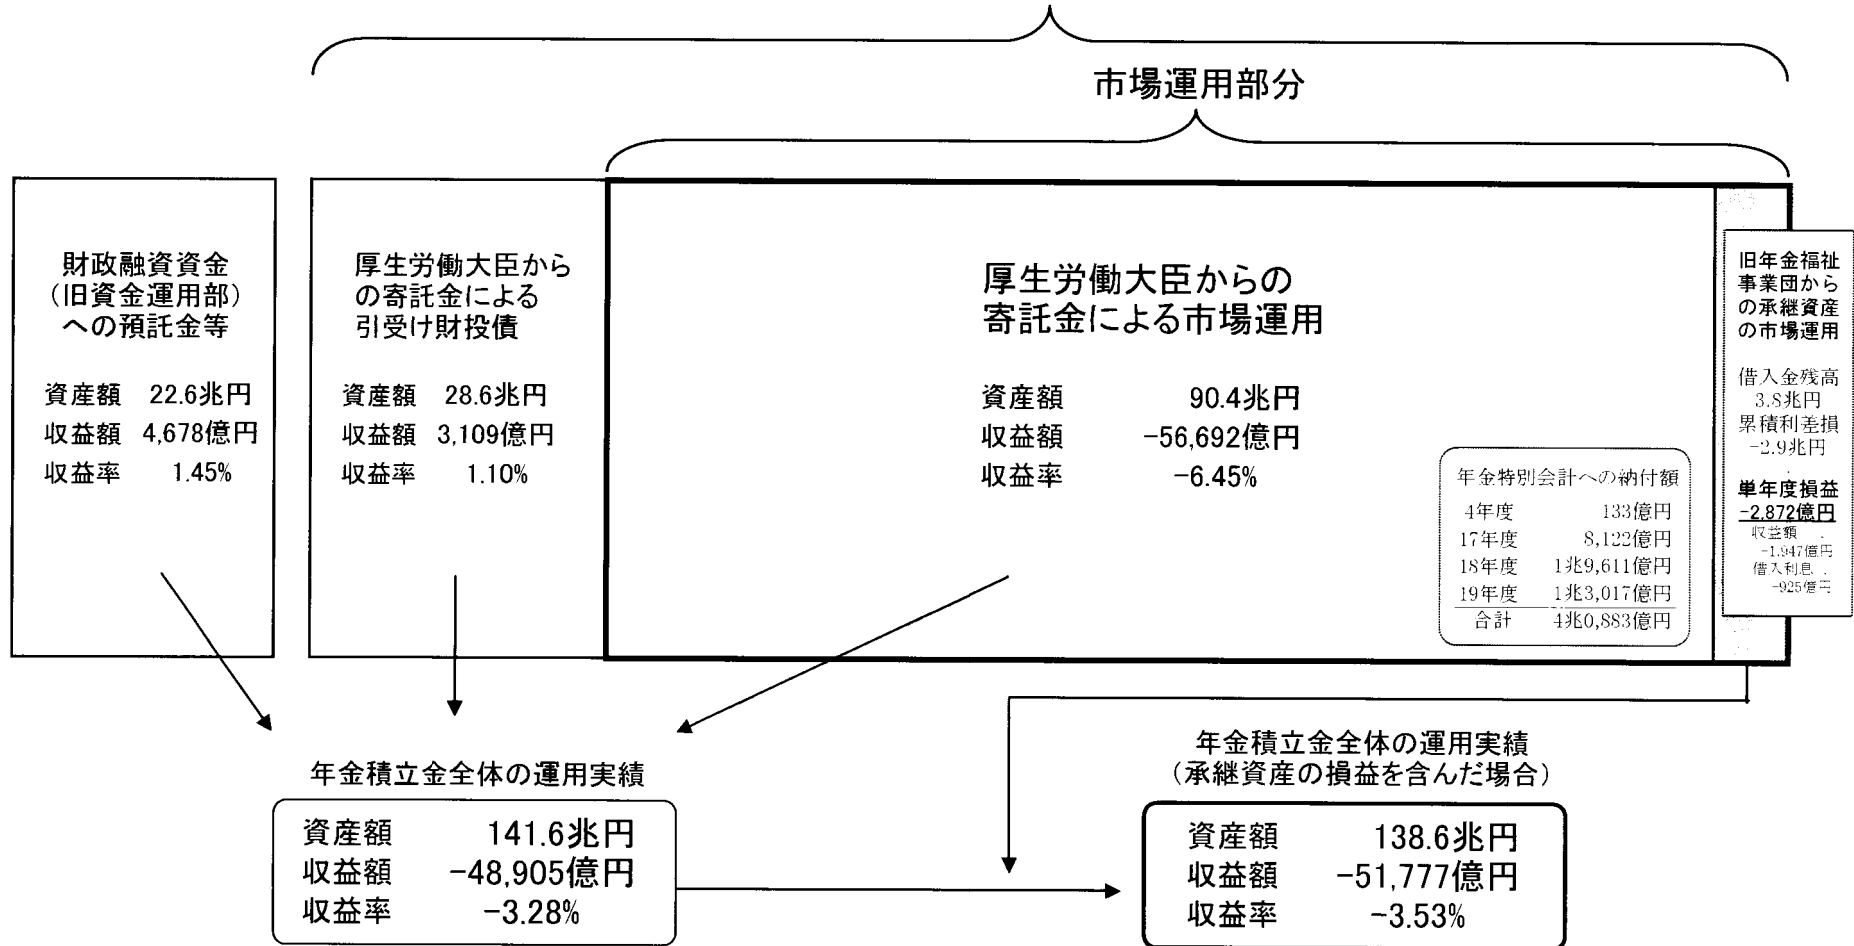 市場運用部分
財政融資資金
（旧資金運用部）
への預託金等
資産額 22.6兆円
収益額 4,678億円
収益率 1.45%
厚生労働大臣から
の寄託金による
引受け財投債
資産額 28.6兆円
収益額 3,109億円
収益率 1.10%
厚生労働大臣からの
寄託金による市場運用
資産額 90.4兆円
収益額 -56,692億円
収益率 -6.45%
年金特別会計への納付額
4年度 133億円
17年度 8,122億円
18年度 1兆9,611億円
19年度 1兆3,017億円
合計 4兆0,883億円
旧年金福祉
事業団から
の承継資産
の市場運用
借入金残高
3.8兆円
累積利差損
-2.9兆円
単年度損益
-2,872億円
収益額
-1,947億円
借入利息
-925億円
年金積立金全体の運用実績
資産額 141.6兆円
収益額 -48,905億円
収益率 -3.28%
年金積立金全体の運用実績
（承継資産の損益を含んだ場合）
資産額 138.6兆円
収益額 -51,777億円
収益率 -3.53%